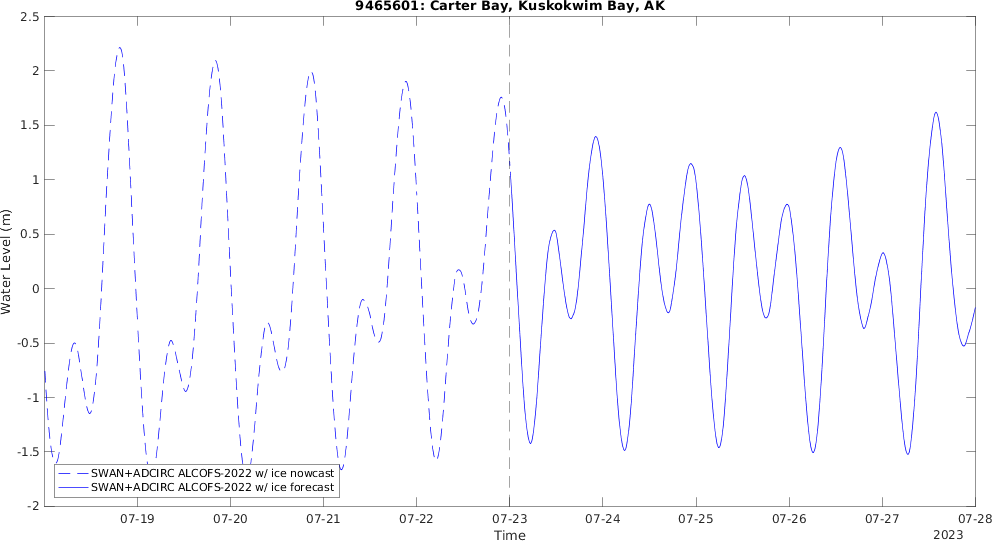 9465601: Carter Bay, Kuskokwim Bay, AK
2.5
2
1.5
1
0.5
0
-0.5
-1
-1.5
-2
Water Level (m)
SWAN+ADCIRC ALCOFS-2022 w/ ice nowcast
SWAN+ADCIRC ALCOFS-2022 w/ ice forecast
07-19 07-20 07-21 07-22 07-23 07-24 07-25 07-26 07-27 07-28
Time
2023